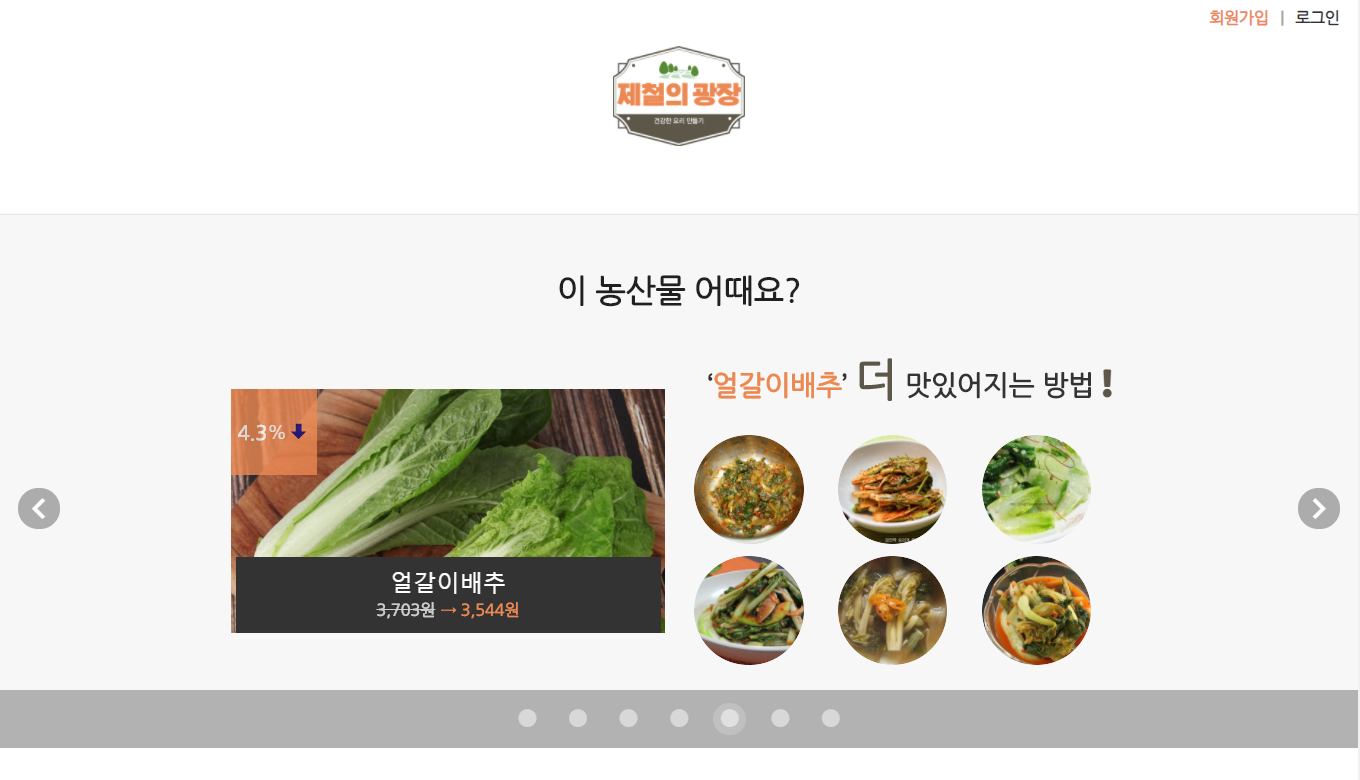 회원가입 | 로그인
제철의 광장
건강한 요리 만들기
이 농산물 어때요?
‘얼갈이배추’ 더 맛있어지는 방법 !
4.3%
얼갈이배추
3,703원 → 3,544원